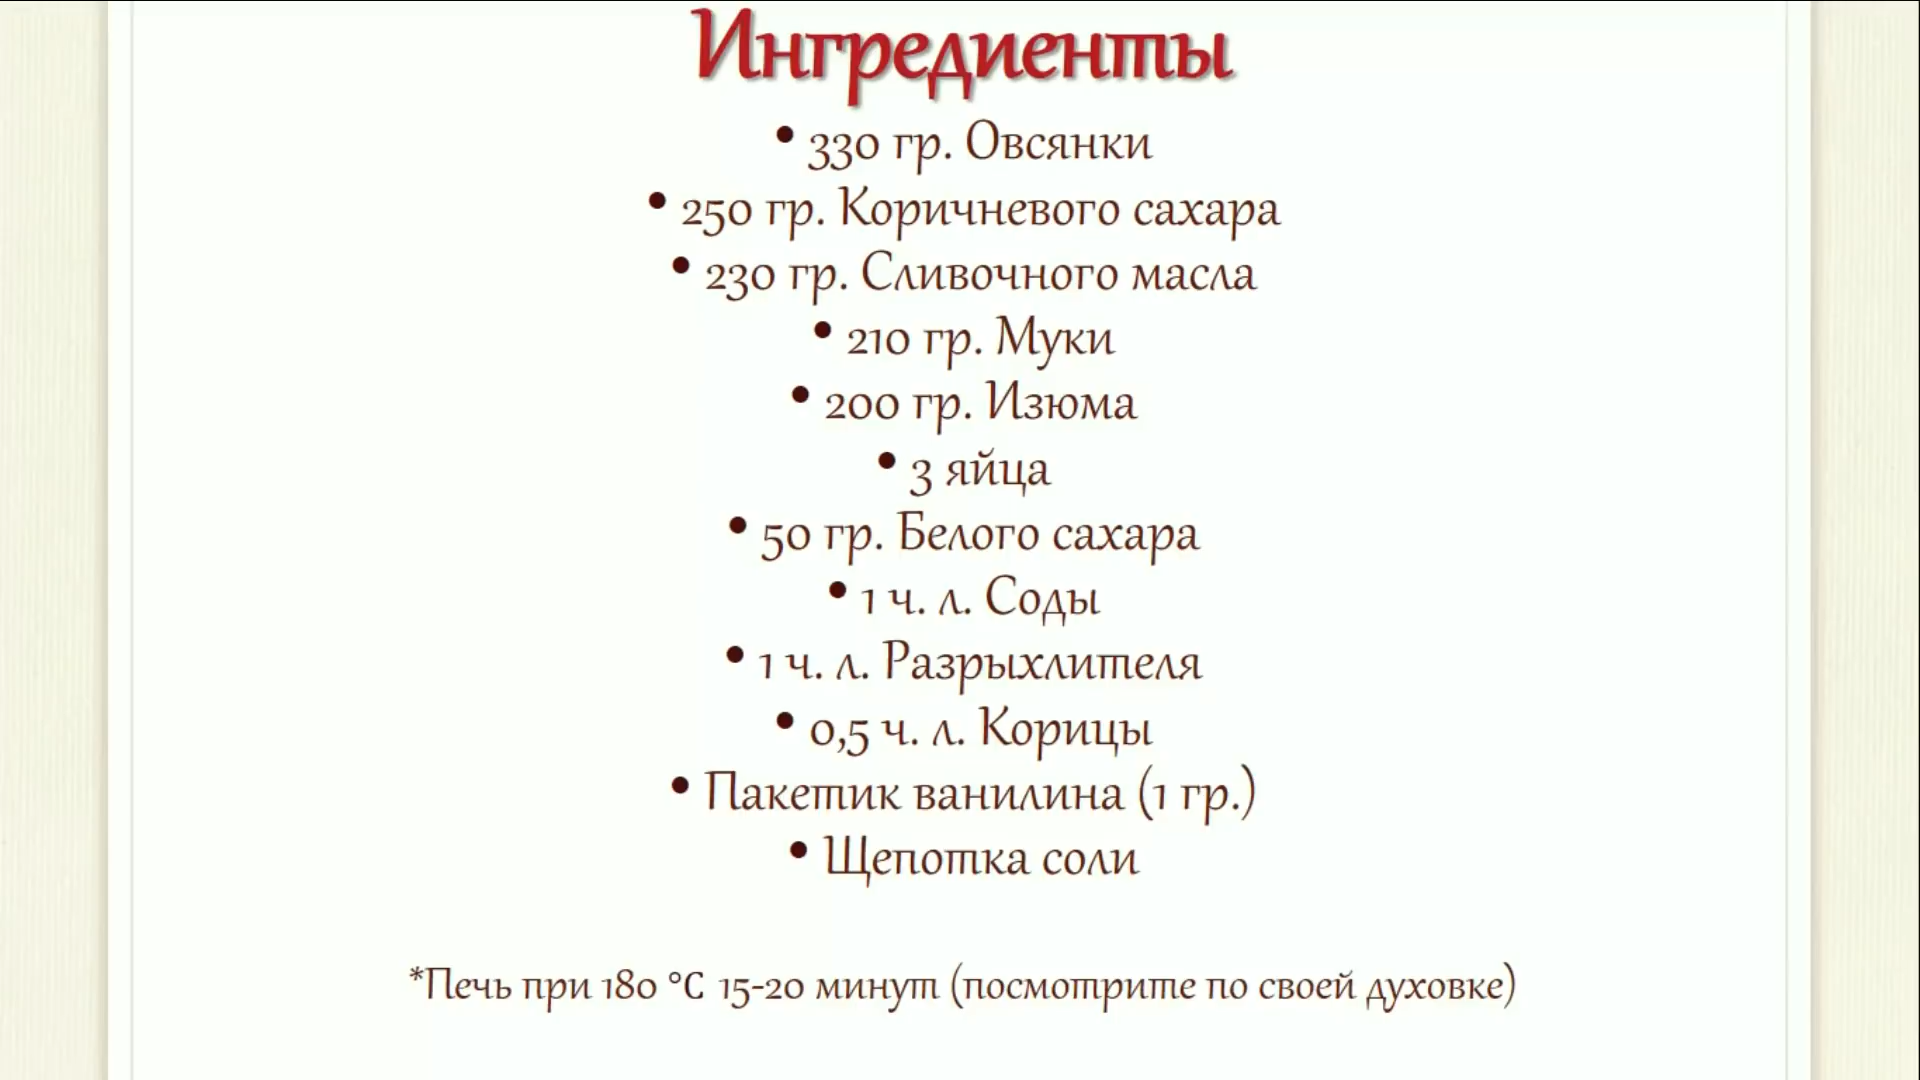 Ингредиенты
• 330 гр. Овсянки
• 250 гр. Коричневого сахара
• 230 гр. Сливочного масла
• 210 гр. Муки
• 200 гр. Изюма
• 3 яйца
• 50 гр. Белого сахара
• 1 ч. л. Соды
• 1 ч. л. Разрыхлителя
• 0,5 ч. л. Корицы
• Пакетик ванилина (1 гр.)
• Щепотка соли
*Печь при 180 °С 15-20 минут (посмотрите по своей духовке)